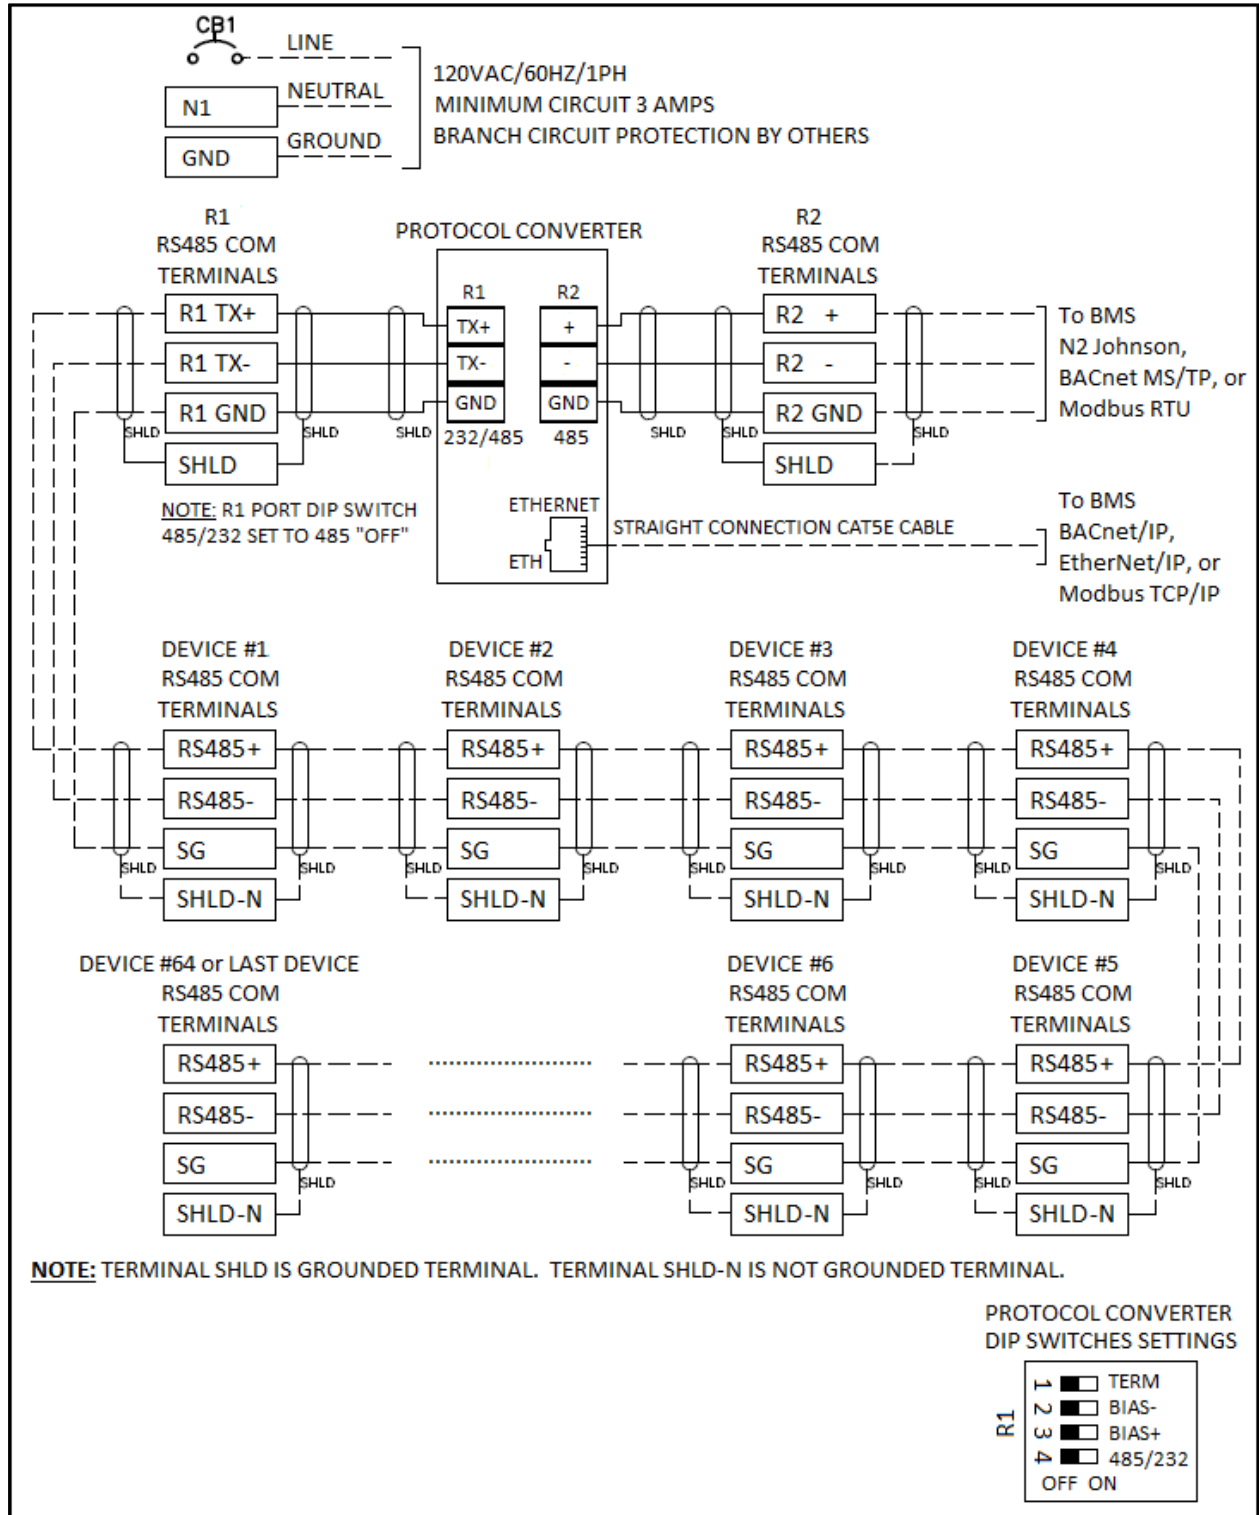 CB1
LINE
120VAC/60HZ/1PH
NEUTRAL
N1
MINIMUM CIRCUIT 3 AMPS
GROUND
BRANCH CIRCUIT PROTECTION BY OTHERS
GND
R1
RS485 COM
TERMINALS
PROTOCOL CONVERTER
R2
RS485 COM
TERMINALS
R1 TX+
R1 TX-
R1 GND
SHLD
SHLD
SHLD
SHLD
R1
TX+
TX-
GND
232/485
R2
+
-
GND
485
R2 +
R2 -
R2 GND
SHLD
SHLD
SHLD
SHLD
To BMS
N2 Johnson,
BACnet MS/TP, or
Modbus RTU
NOTE: R1 PORT DIP SWITCH
485/232 SET TO 485 "OFF"
ETHERNET
ETH
STRAIGHT CONNECTION CAT5E CABLE
To BMS
BACnet/IP,
EtherNet/IP, or
Modbus TCP/IP
DEVICE #1
RS485 COM
TERMINALS
RS485+
RS485-
SG
SHLD-N
SHLD
SHLD
DEVICE #2
RS485 COM
TERMINALS
RS485+
RS485-
SG
SHLD-N
SHLD
SHLD
DEVICE #3
RS485 COM
TERMINALS
RS485+
RS485-
SG
SHLD-N
SHLD
SHLD
DEVICE #4
RS485 COM
TERMINALS
RS485+
RS485-
SG
SHLD-N
SHLD
SHLD
DEVICE #64 or LAST DEVICE
RS485 COM
TERMINALS
RS485+
RS485-
SG
SHLD-N
SHLD
DEVICE #6
RS485 COM
TERMINALS
RS485+
RS485-
SG
SHLD-N
SHLD
SHLD
DEVICE #5
RS485 COM
TERMINALS
RS485+
RS485-
SG
SHLD-N
SHLD
SHLD
NOTE: TERMINAL SHLD IS GROUNDED TERMINAL. TERMINAL SHLD-N IS NOT GROUNDED TERMINAL.
PROTOCOL CONVERTER
DIP SWITCHES SETTINGS
R1
1 TERM
2 BIAS-
3 BIAS+
4 485/232
OFF ON